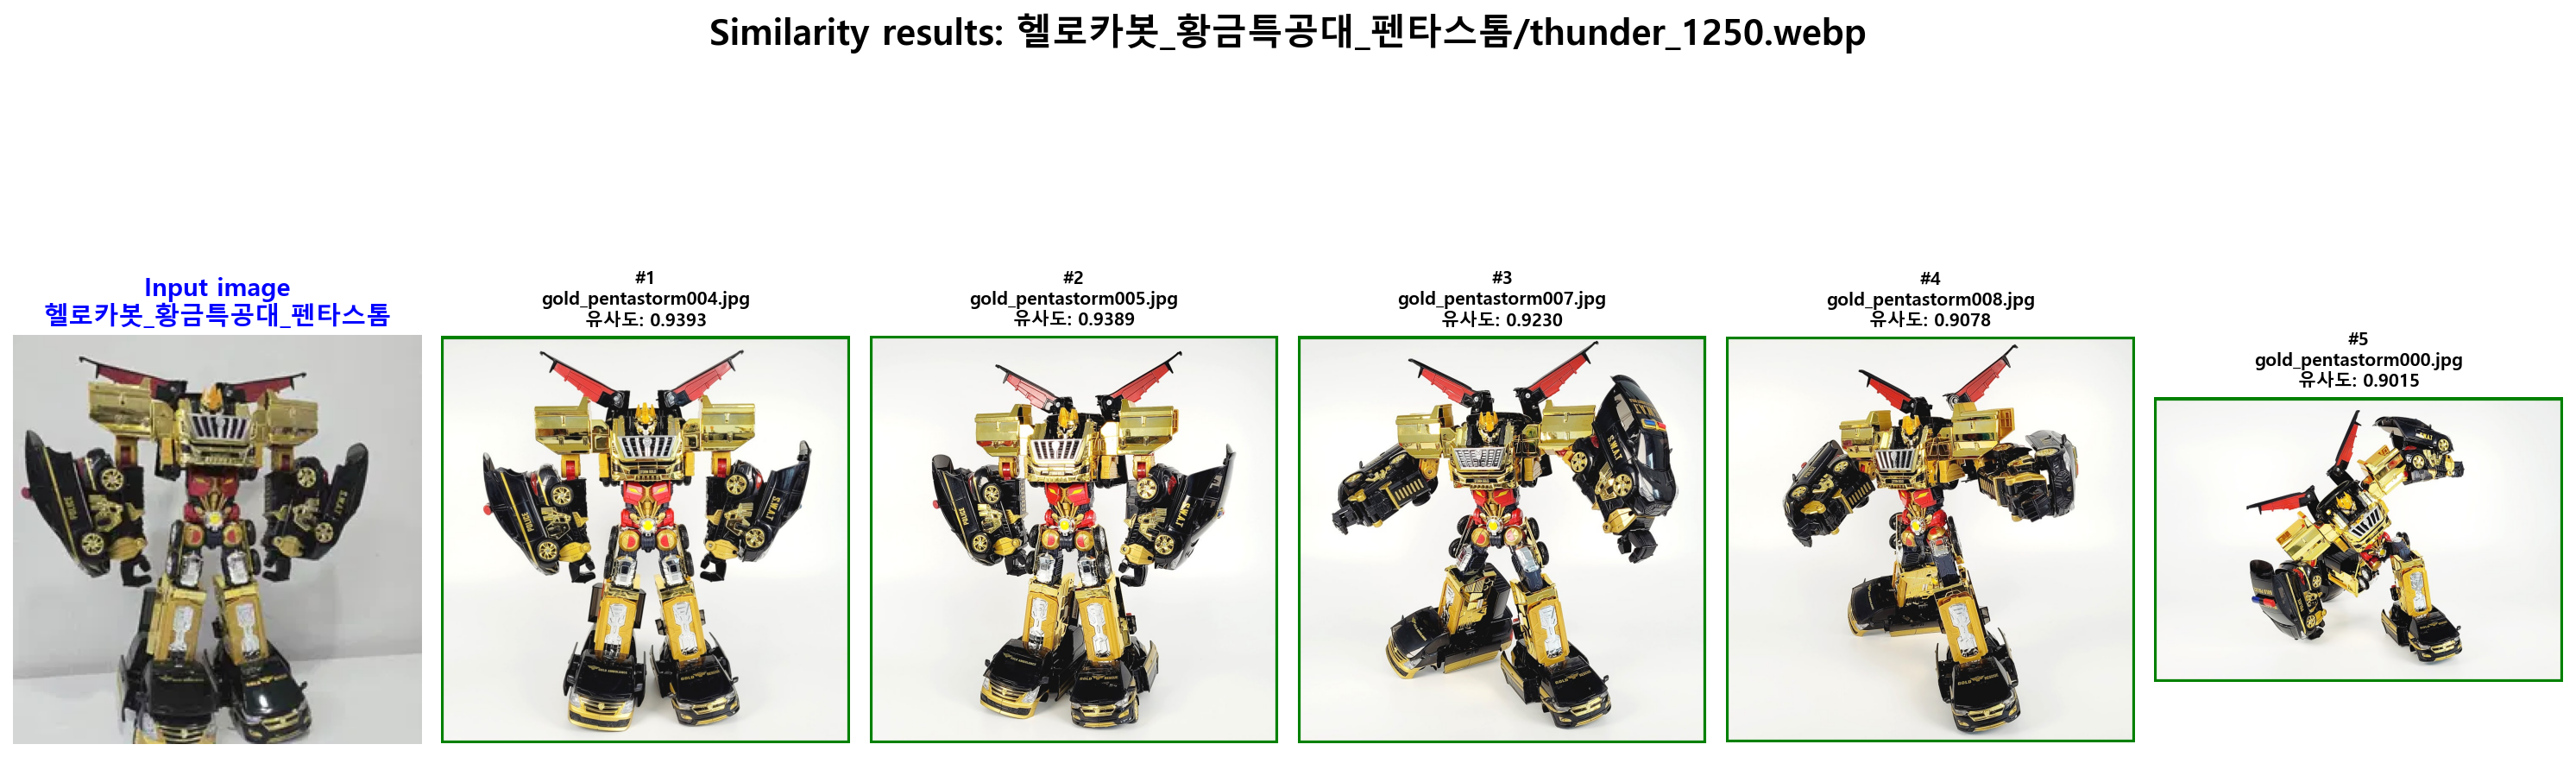 Similarity results: 헬로카봇_황금특공대_펜타스톰/thunder_1250.webp
Input image
헬로카봇_황금특공대_펜타스톰
#1
gold_pentastorm004.jpg
유사도: 0.9393
#2
gold_pentastorm005.jpg
유사도: 0.9389
#3
gold_pentastorm007.jpg
유사도: 0.9230
#4
gold_pentastorm008.jpg
유사도: 0.9078
#5
gold_pentastorm000.jpg
유사도: 0.9015
POLICE
S.W.A.T
POLICE
S.W.A.T
POLICE
S.W.A.T
S.W.A.T